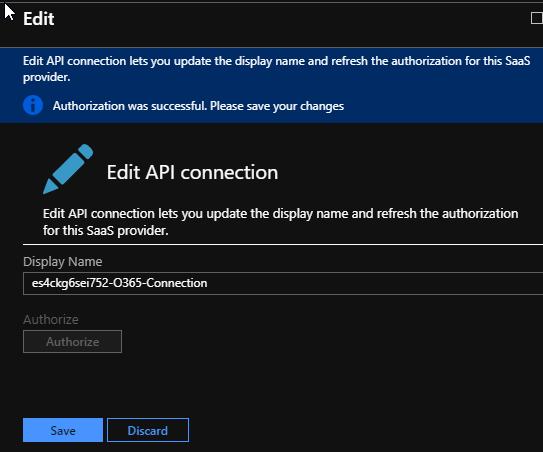 Edit
Edit API connection lets you update the display name and refresh the authorization for this SaaS
provider.
Authorization was successful. Please save your changes
Edit API connection
Edit API connection lets you update the display name and refresh the authorization
for this SaaS provider.
Display Name
es4ckg6sei752-O365-Connection
Authorize
Authorize
Save Discard